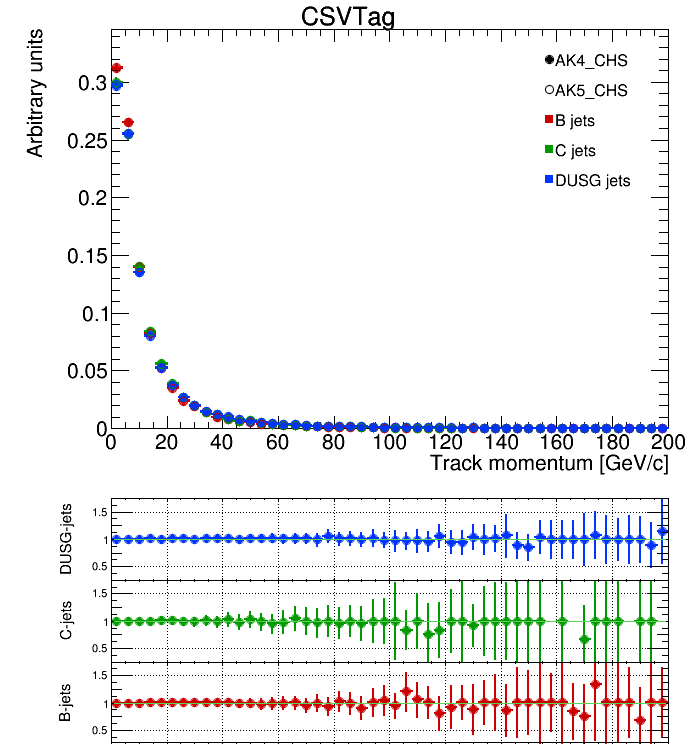 CSVTag
Arbitrary units
0.3
0.25
0.2
0.15
0.1
0.05
0
AK4_CHS
AK5_CHS
B jets
C jets
DUSG jets
0 20 40 60 80 100 120 140 160 180 200
Track momentum [GeV/c]
DUSG-jets
1.5
1
0.5
C-jets
1.5
1
0.5
B-jets
1.5
1
0.5